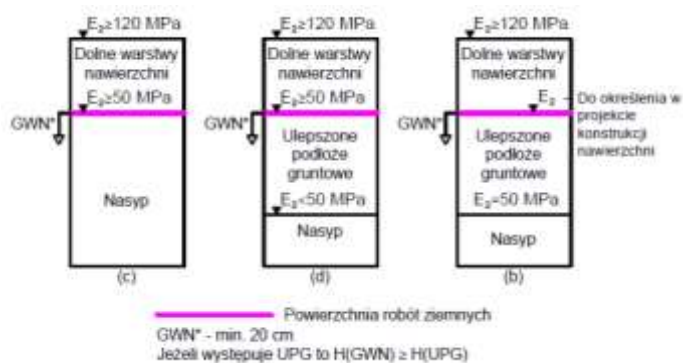 E₂≥120 MPa
Dolne warstwy
nawierzchni
E₂≥50 MPa
GWN*
Nasyp
(c)
E₂≥120 MPa
Dolne warstwy
nawierzchni
E₂≥50 MPa
GWN*
Ulepszone
podłoże
gruntowe
E₂<50 MPa
Nasyp
(d)
E₂≥120 MPa
Dolne warstwy
nawierzchni
E₂
Do określenia w
projekcie
konstrukcji
nawierzchni
GWN*
Ulepszone
podłoże
gruntowe
E₂=50 MPa
Nasyp
(b)
Powierzchnia robót ziemnych
GWN* - min. 20 cm
Jeżeli występuje UPG to H(GWN) ≥ H(UPG)